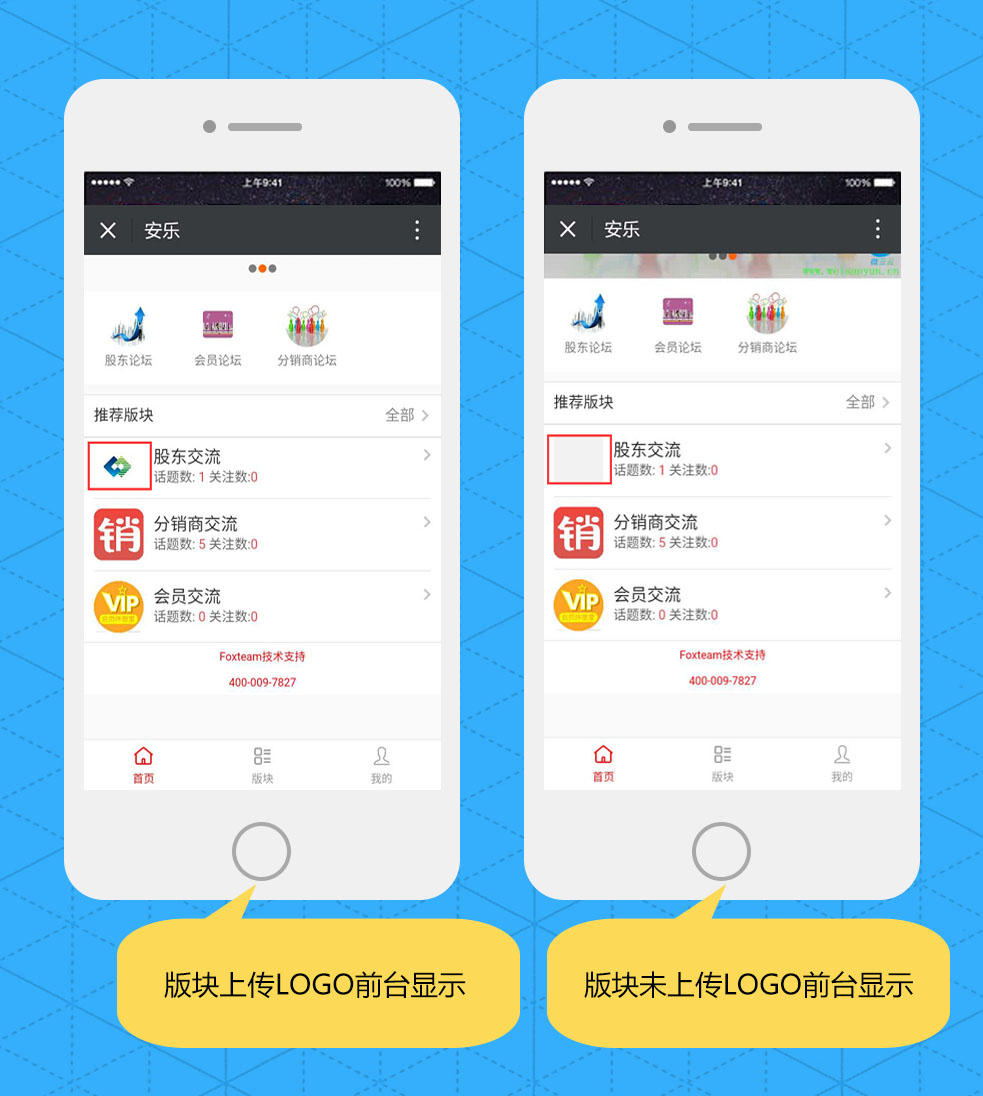 上午9:41
100%
安乐
股东论坛 会员论坛 分销商论坛
推荐版块 全部
股东交流
话题数: 1 关注数:0
销
分销商交流
话题数: 5 关注数:0
VIP
会员交流
话题数: 0 关注数:0
Foxteam技术支持
400-009-7827
首页 版块 我的
版块上传LOGO前台显示
上午9:41
100%
安乐
股东论坛 会员论坛 分销商论坛
推荐版块 全部
股东交流
话题数: 1 关注数:0
销
分销商交流
话题数: 5 关注数:0
VIP
会员交流
话题数: 0 关注数:0
Foxteam技术支持
400-009-7827
首页 版块 我的
版块未上传LOGO前台显示